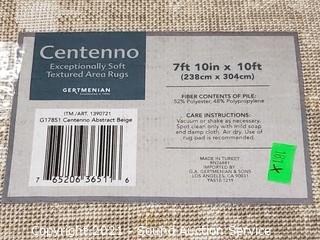 Centenno
Exceptionally Soft
Textured Area Rugs
GERTMENIAN
ITM./ART. 1390721
G17851 Centenno Abstract Beige
7 65206 36511 6
7ft 10in x 10ft
(238cm x 304cm)
FIBER CONTENTS OF PILE:
52% Polyester, 48% Polypropylene
CARE INSTRUCTIONS:
Vacuum or shake as necessary.
Spot clean only with mild soap
and damp cloth. Air dry. Use of
rug pad is recommended.
MADE IN TURKEY
RN24481
IMPORTED BY:
G.A. GERTMENIAN & SONS
LOS ANGELES, CA 90031
Copyright 2021 Sound Auction Service